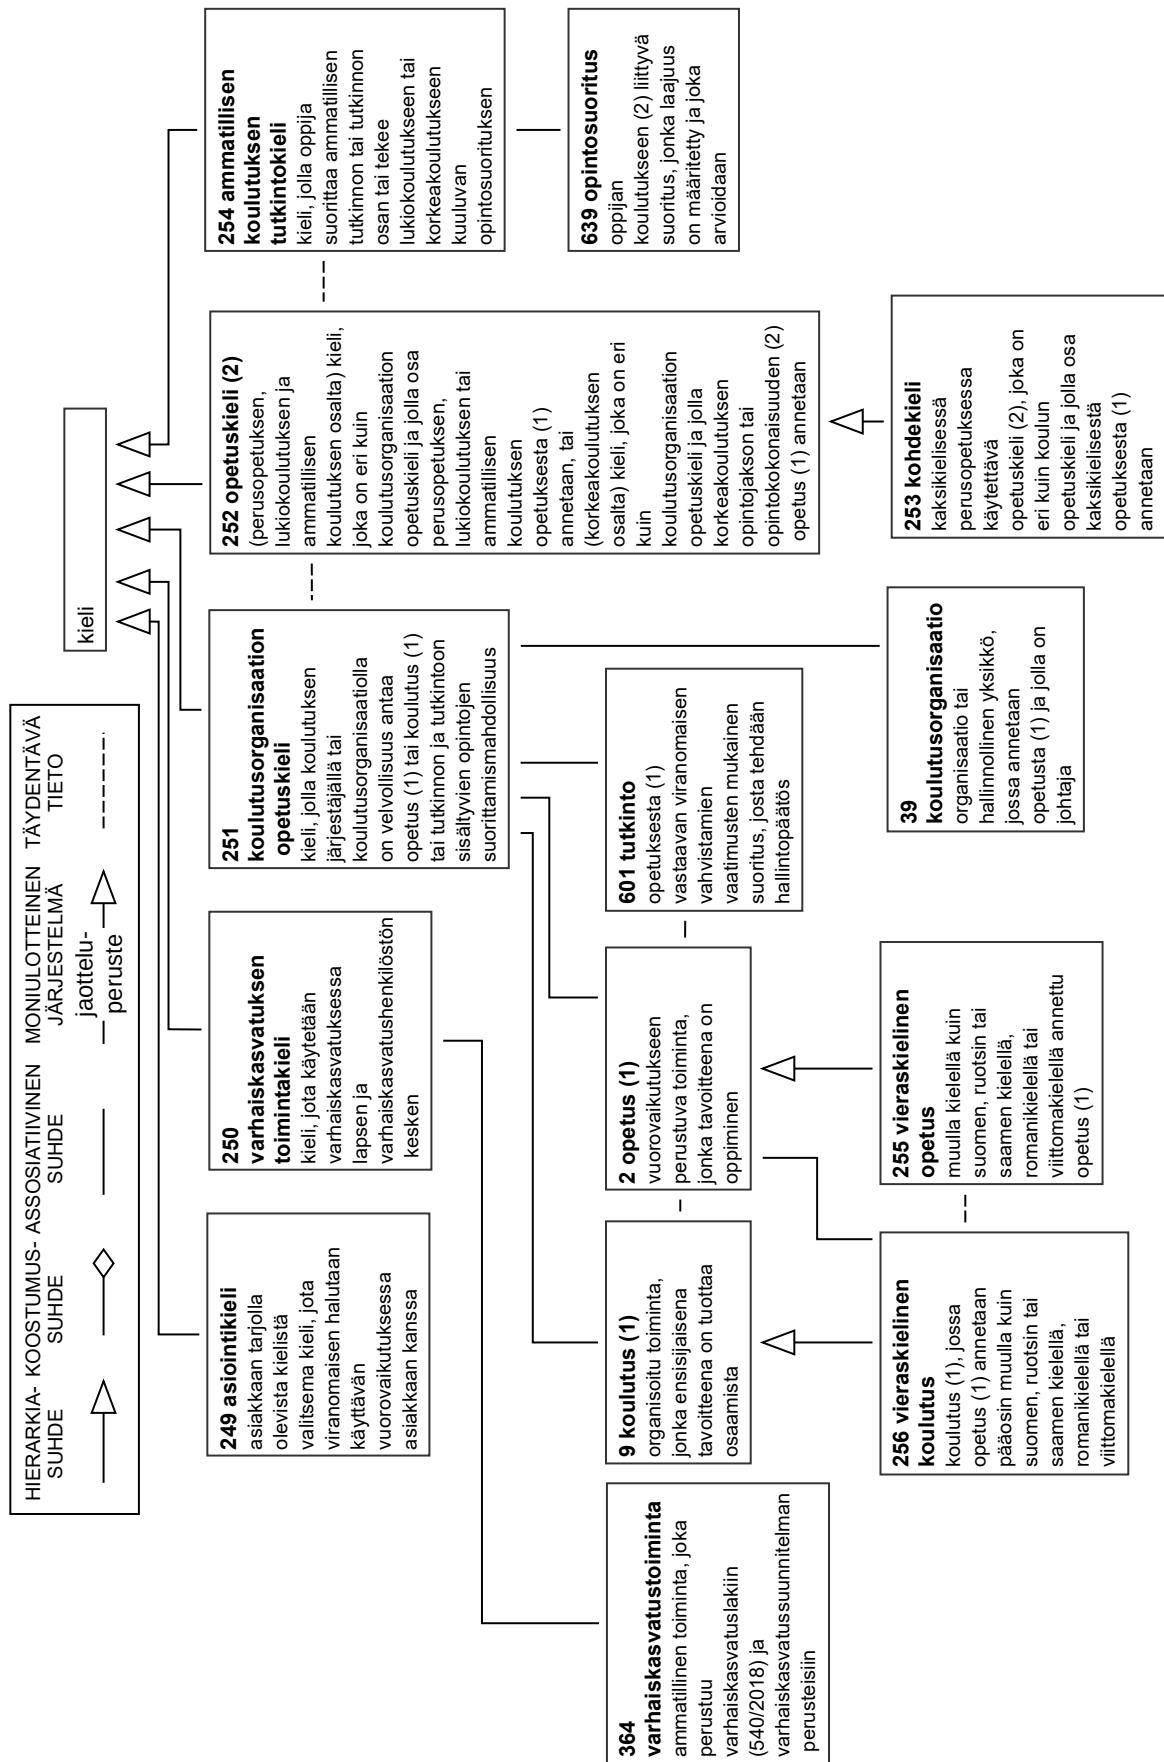 HIERARKIA- KOOSTUMUS- ASSOSIATIIVINEN MONIULOTTEINEN TÄYDENTÄVÄ
SUHDE SUHDE SUHDE JÄRJESTELMÄ TIETO
jaottelu-
peruste
kieli
249 asiointikieli
asiakkaan tarjolla
olevista kielistä
valitsema kieli, jota
viranomaisen halutaan
käyttävän
vuorovaikutuksessa
asiakkaan kanssa
250
varhaiskasvatuksen
toimintakieli
kieli, jota käytetään
varhaiskasvatuksessa
lapsen ja
varhaiskasvatushenkilöstön
kesken
251
koulutusorganisaation
opetuskieli
kieli, jolla koulutuksen
järjestäjällä tai
koulutusorganisaatiolla
on velvollisuus antaa
opetus (1) tai koulutus (1)
tai tutkinnon ja tutkintoon
sisältyvien opintojen
suorittamismahdollisuus
252 opetuskieli (2)
(perusopetuksen,
lukiokoulutuksen ja
ammatillisen
koulutuksen osalta) kieli,
joka on eri kuin
koulutusorganisaation
opetuskieli ja jolla osa
perusopetuksen,
lukiokoulutuksen tai
ammatillisen
koulutuksen
opetuksesta (1)
annetaan, tai
(korkeakoulutuksen
osalta) kieli, joka on eri
kuin
koulutusorganisaation
opetuskieli ja jolla
korkeakoulutuksen
opintojakson tai
opintokokonaisuuden (2)
opetus (1) annetaan
254 ammatillisen
koulutuksen
tutkintokieli
kieli, jolla oppija
suorittaa ammatillisen
tutkinnon tai tutkinnon
osan tai tekee
lukiokoulutukseen tai
korkeakoulutukseen
kuuluvan
opintosuorituksen
364
varhaiskasvatustoiminta
ammatillinen toiminta, joka
perustuu
varhaiskasvatuslakiin
(540/2018) ja
varhaiskasvatussuunnitelman
perusteisiin
9 koulutus (1)
organisoitu toiminta,
jonka ensisijaisena
tavoitteena on tuottaa
osaamista
2 opetus (1)
vuorovaikutukseen
perustuva toiminta,
jonka tavoitteena on
oppiminen
601 tutkinto
opetuksesta (1)
vastaavan viranomaisen
vahvistamien
vaatimusten mukainen
suoritus, josta tehdään
hallintopäätös
639 opintosuoritus
oppijan
koulutukseen (2) liittyvä
suoritus, jonka laajuus
on määritetty ja joka
arvioidaan
256 vieraskielinen
koulutus
koulutus (1), jossa
opetus (1) annetaan
pääosin muulla kuin
suomen, ruotsin tai
saamen kielellä,
romanikielellä tai
viittomakielellä
255 vieraskielinen
opetus
muulla kielellä kuin
suomen, ruotsin tai
saamen kielellä,
romanikielellä tai
viittomakielellä annettu
opetus (1)
39
koulutusorganisaatio
organisaatio tai
hallinnollinen yksikkö,
jossa annetaan
opetusta (1) ja jolla on
johtaja
253 kohdekieli
kaksikielisessä
perusopetuksessa
käytettävä
opetuskieli (2), joka on
eri kuin koulun
opetuskieli ja jolla osa
kaksikielisestä
opetuksesta (1)
annetaan